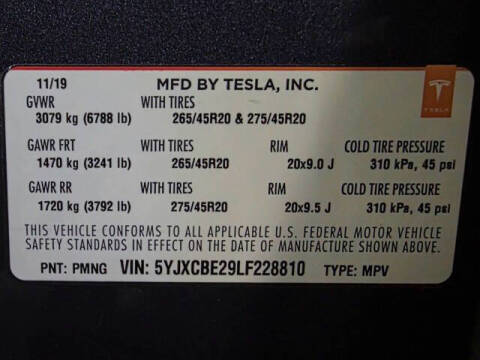 11/19 MFD BY TESLA, INC.
TESLA
GVWR WITH TIRES
3079 kg (6788 lb) 265/45R20 & 275/45R20
GAWR FRT WITH TIRES RIM COLD TIRE PRESSURE
1470 kg (3241 lb) 265/45R20 20x9.0 J 310 kPa, 45 psi
GAWR RR WITH TIRES RIM COLD TIRE PRESSURE
1720 kg (3792 lb) 275/45R20 20x9.5 J 310 kPa, 45 psi
THIS VEHICLE CONFORMS TO ALL APPLICABLE U.S. FEDERAL MOTOR VEHICLE
SAFETY STANDARDS IN EFFECT ON THE DATE OF MANUFACTURE SHOWN ABOVE.
PNT: PMNG VIN: 5YJXCBE29LF228810 TYPE: MPV